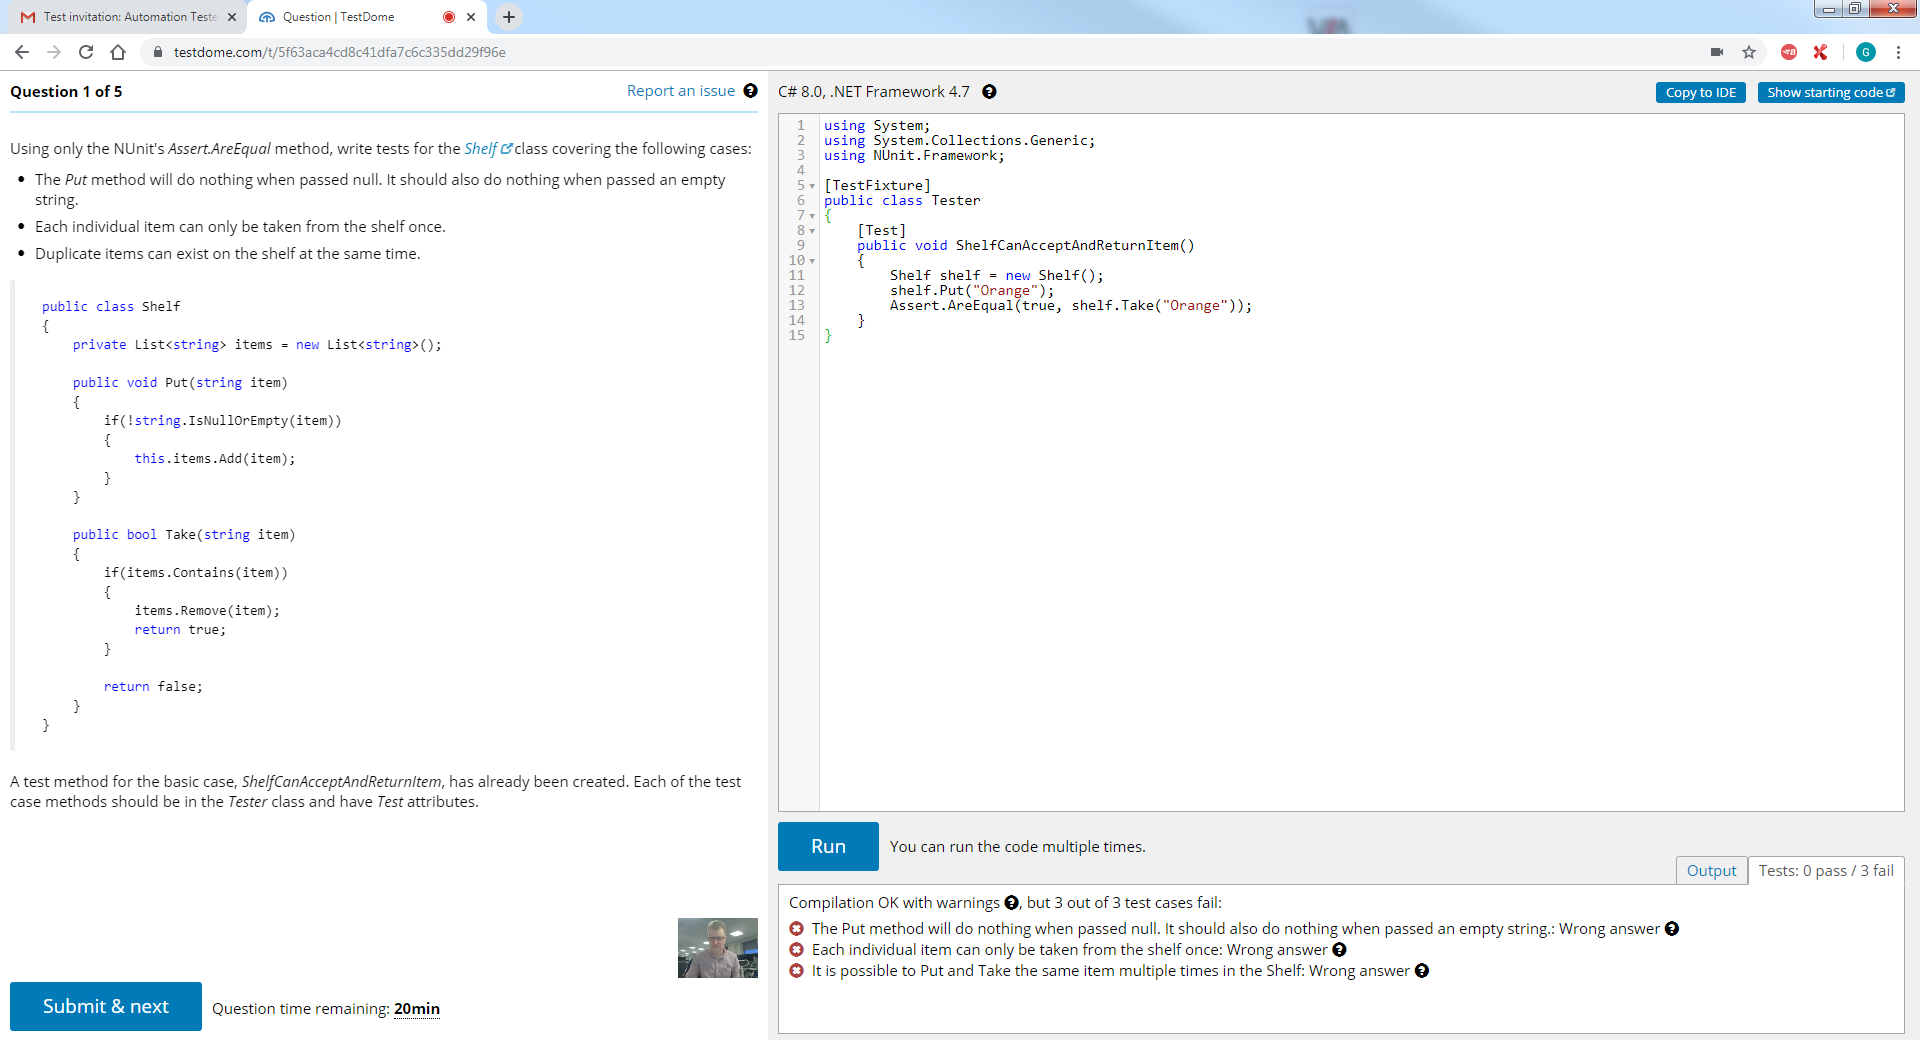 Test invitation: Automation Teste
Question | TestDome
testdome.com/t/5f63aca4cd8c41dfa7c6c335dd29f96e
G
Question 1 of 5
Report an issue
Using only the NUnit's Assert.AreEqual method, write tests for the Shelf class covering the following cases:
• The Put method will do nothing when passed null. It should also do nothing when passed an empty
string.
• Each individual item can only be taken from the shelf once.
• Duplicate items can exist on the shelf at the same time.
public class Shelf
{
    private List<string> items = new List<string>();
    public void Put(string item)
    {
        if(!string.IsNullOrEmpty(item))
        {
            this.items.Add(item);
        }
    }
    public bool Take(string item)
    {
        if(items.Contains(item))
        {
            items.Remove(item);
            return true;
        }
        return false;
    }
}
A test method for the basic case, ShelfCanAcceptAndReturnItem, has already been created. Each of the test
case methods should be in the Tester class and have Test attributes.
Submit & next
Question time remaining: 20min
C# 8.0, .NET Framework 4.7
Copy to IDE
Show starting code
1 using System;
2 using System.Collections.Generic;
3 using NUnit.Framework;
4
5 [TestFixture]
6 public class Tester
7 {
8     [Test]
9     public void ShelfCanAcceptAndReturnItem()
10     {
11         Shelf shelf = new Shelf();
12         shelf.Put("Orange");
13         Assert.AreEqual(true, shelf.Take("Orange"));
14     }
15 }
Run
You can run the code multiple times.
Output
Tests: 0 pass / 3 fail
Compilation OK with warnings ?, but 3 out of 3 test cases fail:
The Put method will do nothing when passed null. It should also do nothing when passed an empty string.: Wrong answer ?
Each individual item can only be taken from the shelf once: Wrong answer ?
It is possible to Put and Take the same item multiple times in the Shelf: Wrong answer ?